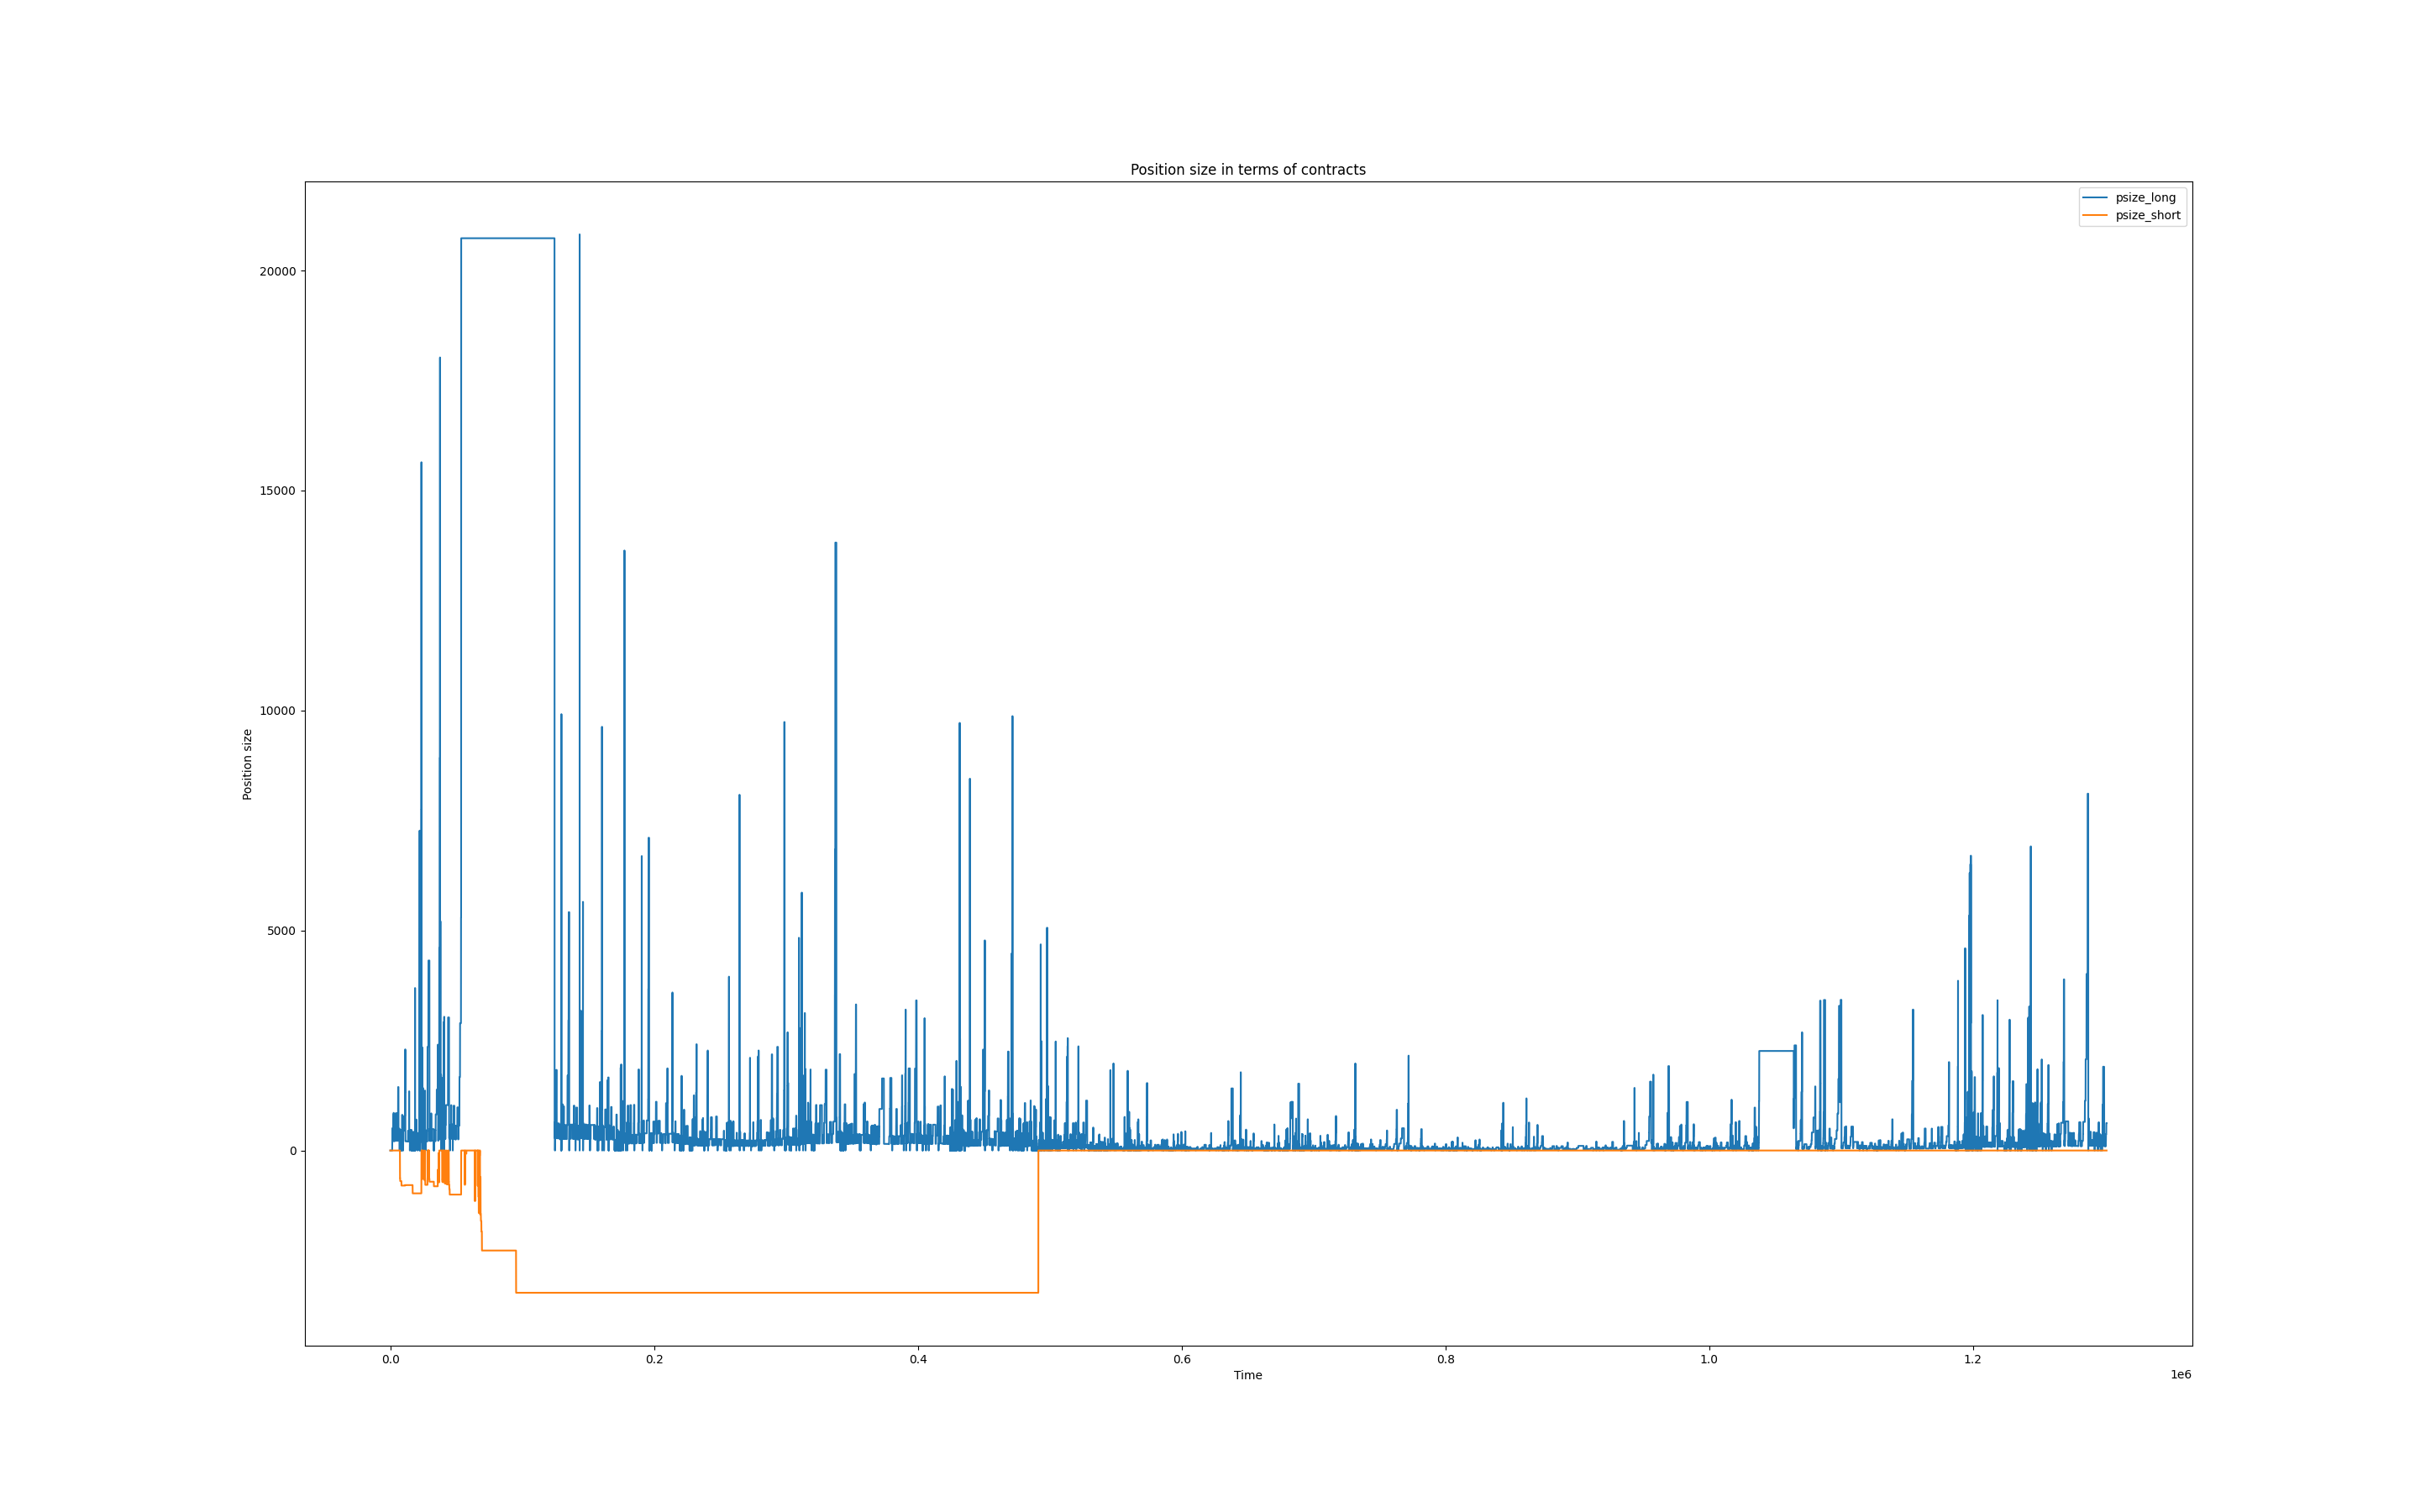 Position size in terms of contracts
psize_long
psize_short
20000
15000
10000
5000
0
Position size
0.0
0.2
0.4
0.6
0.8
1.0
1.2
Time
1e6